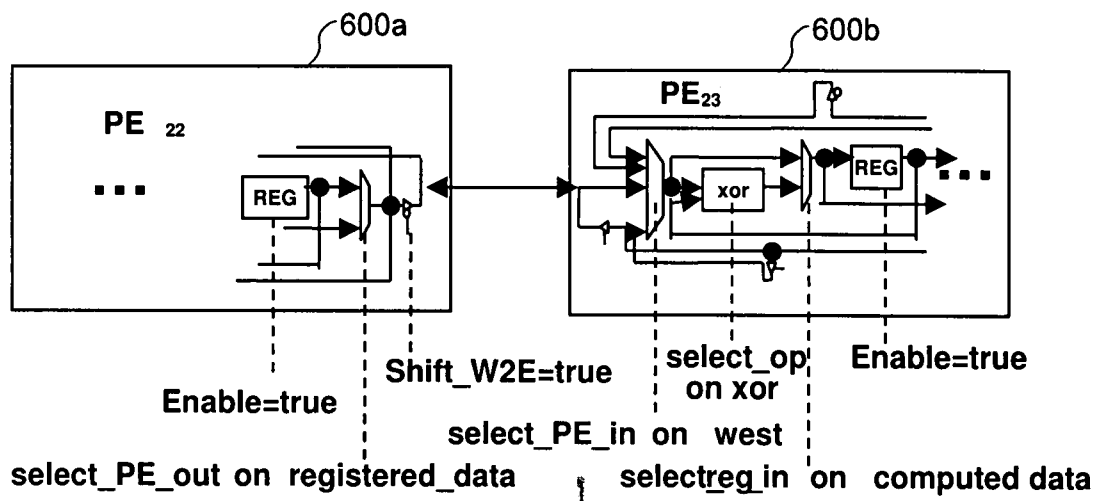 600a
600b
PE 22
PE23
REG
xor
REG
Shift_W2E=true
select_op
on xor
Enable=true
Enable=true
select_PE_in on west
select_PE_out on registered_data
selectreg_in on computed data